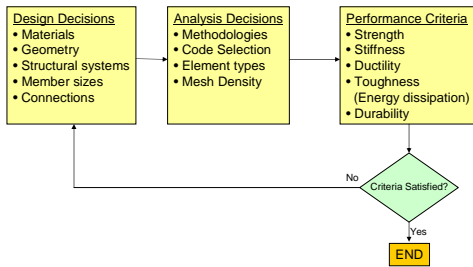 Design Decisions
• Materials
• Geometry
• Structural systems
• Member sizes
• Connections
Analysis Decisions
• Methodologies
• Code Selection
• Element types
• Mesh Density
Performance Criteria
• Strength
• Stiffness
• Ductility
• Toughness
(Energy dissipation)
• Durability
No
Criteria Satisfied?
Yes
END